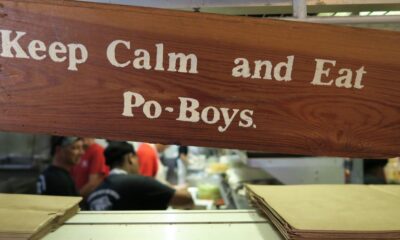 Keep Calm and Eat
Po-Boys.